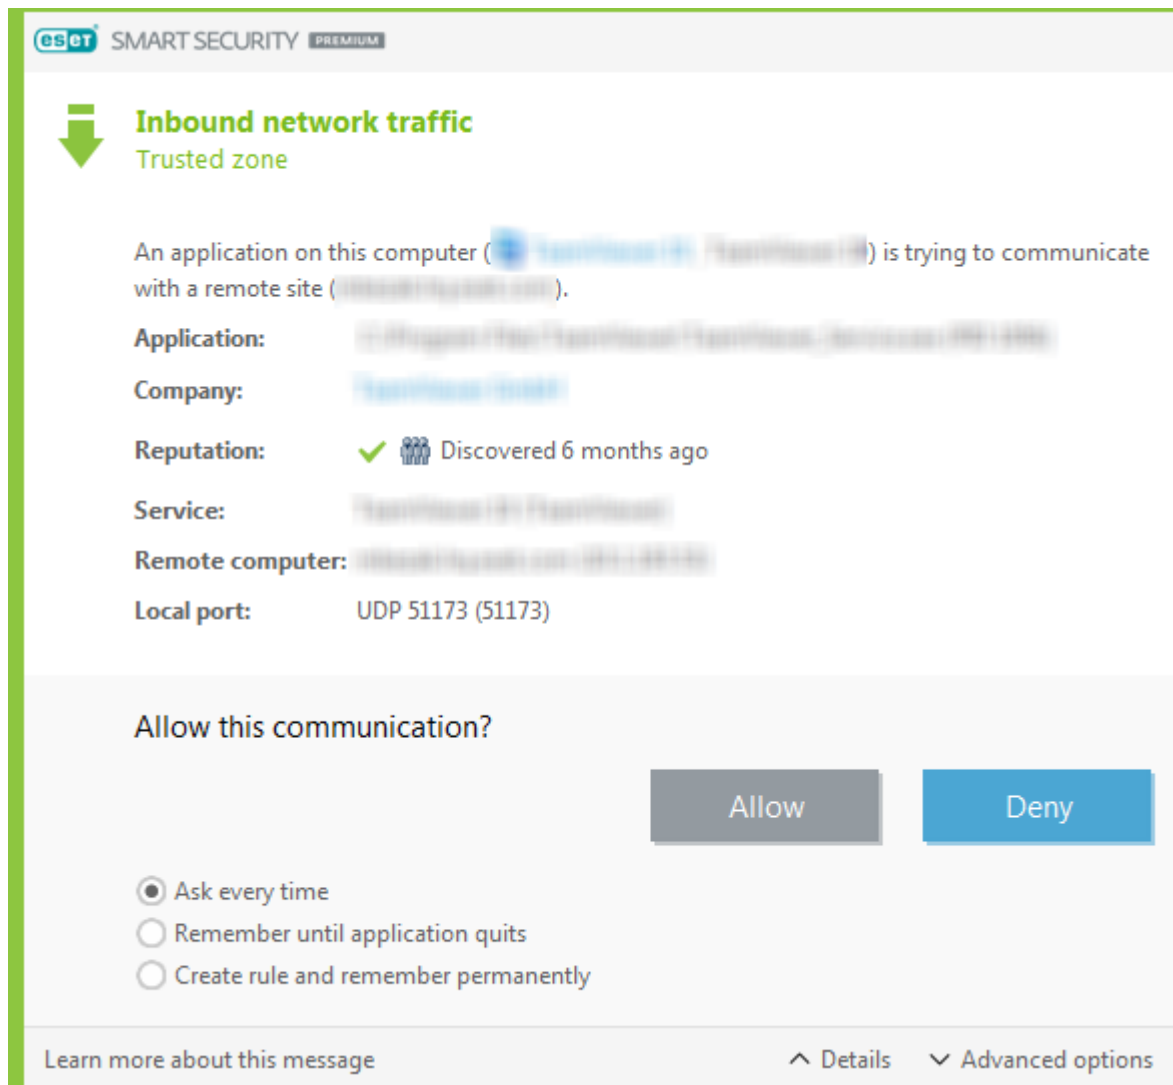 eset SMART SECURITY PREMIUM
Inbound network traffic
Trusted zone
An application on this computer ( ) is trying to communicate
with a remote site ( ).
Application:
Company:
Reputation: Discovered 6 months ago
Service:
Remote computer:
Local port: UDP 51173 (51173)
Allow this communication?
Allow Deny
Ask every time
Remember until application quits
Create rule and remember permanently
Learn more about this message Details Advanced options